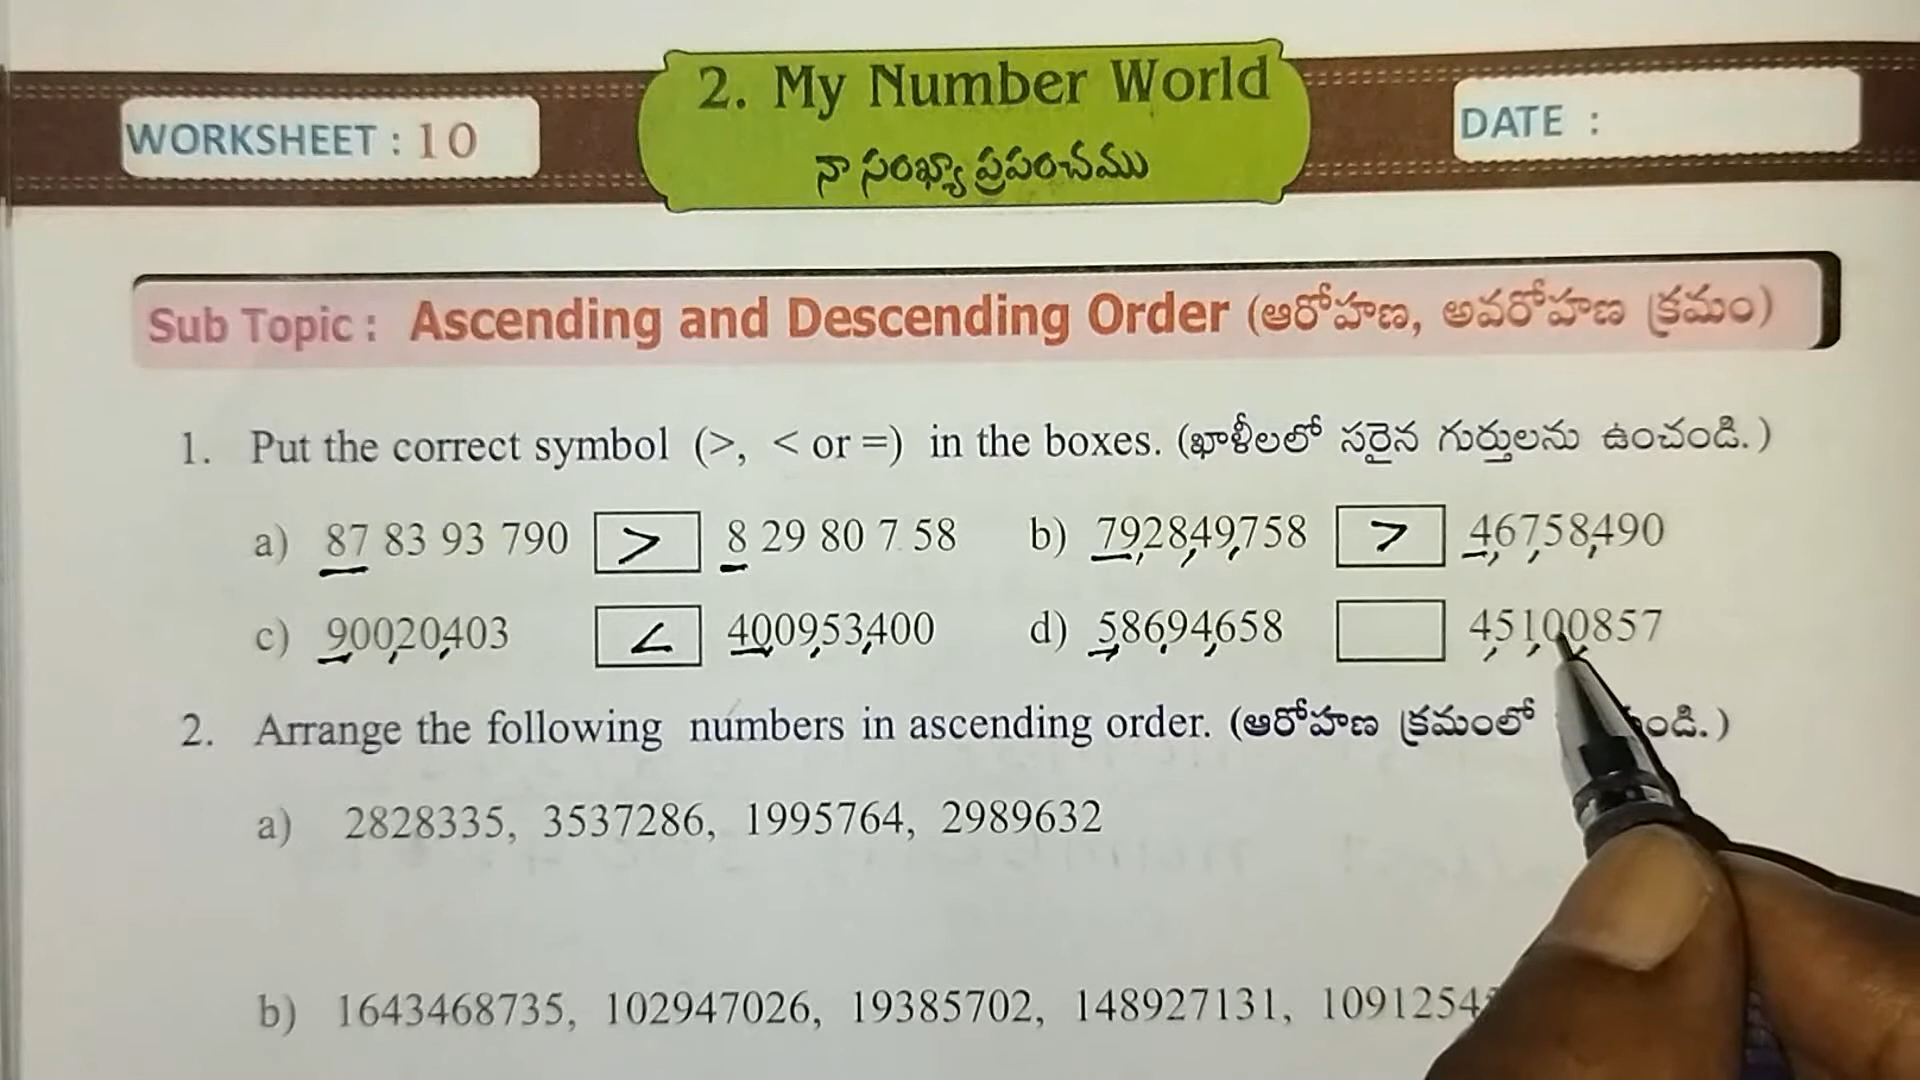 2. My Number World
WORKSHEET : 10
DATE :
నా సంఖ్యా ప్రపంచము
Sub Topic : Ascending and Descending Order (ఆరోహణ, అవరోహణ క్రమం)
1. Put the correct symbol (>, < or =) in the boxes. (ఖాళీలలో సరైన గుర్తులను ఉంచండి.)
a) 87 83 93 790 > 8 29 80 7 58 b) 792849758 > 46758490
c) 90020403 < 400953400 d) 58694658 45100857
2. Arrange the following numbers in ascending order. (ఆరోహణ క్రమంలో
a) 2828335, 3537286, 1995764, 2989632
b) 1643468735, 102947026, 19385702, 148927131,